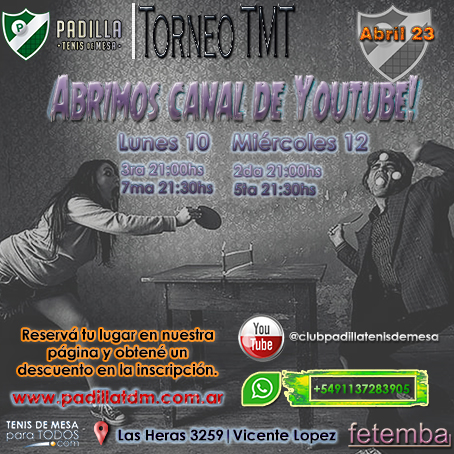 PADILLA
- TENIS DE MESA -
TORNEO TMT
Abril 23
ABRIMOS CANAL DE YOUTUBE!
Lunes 10
3ra 21:00hs
7ma 21:30hs
Miércoles 12
2da 21:00hs
5ta 21:30hs
Reservá tu lugar en nuestra
página y obtené un
descuento en la inscripción.
www.padillatdm.com.ar
You
Tube
@clubpadillatenisdemesa
+5491137283905
TENIS DE MESA
para TODOS
.com
Las Heras 3259 | Vicente Lopez
fetemba